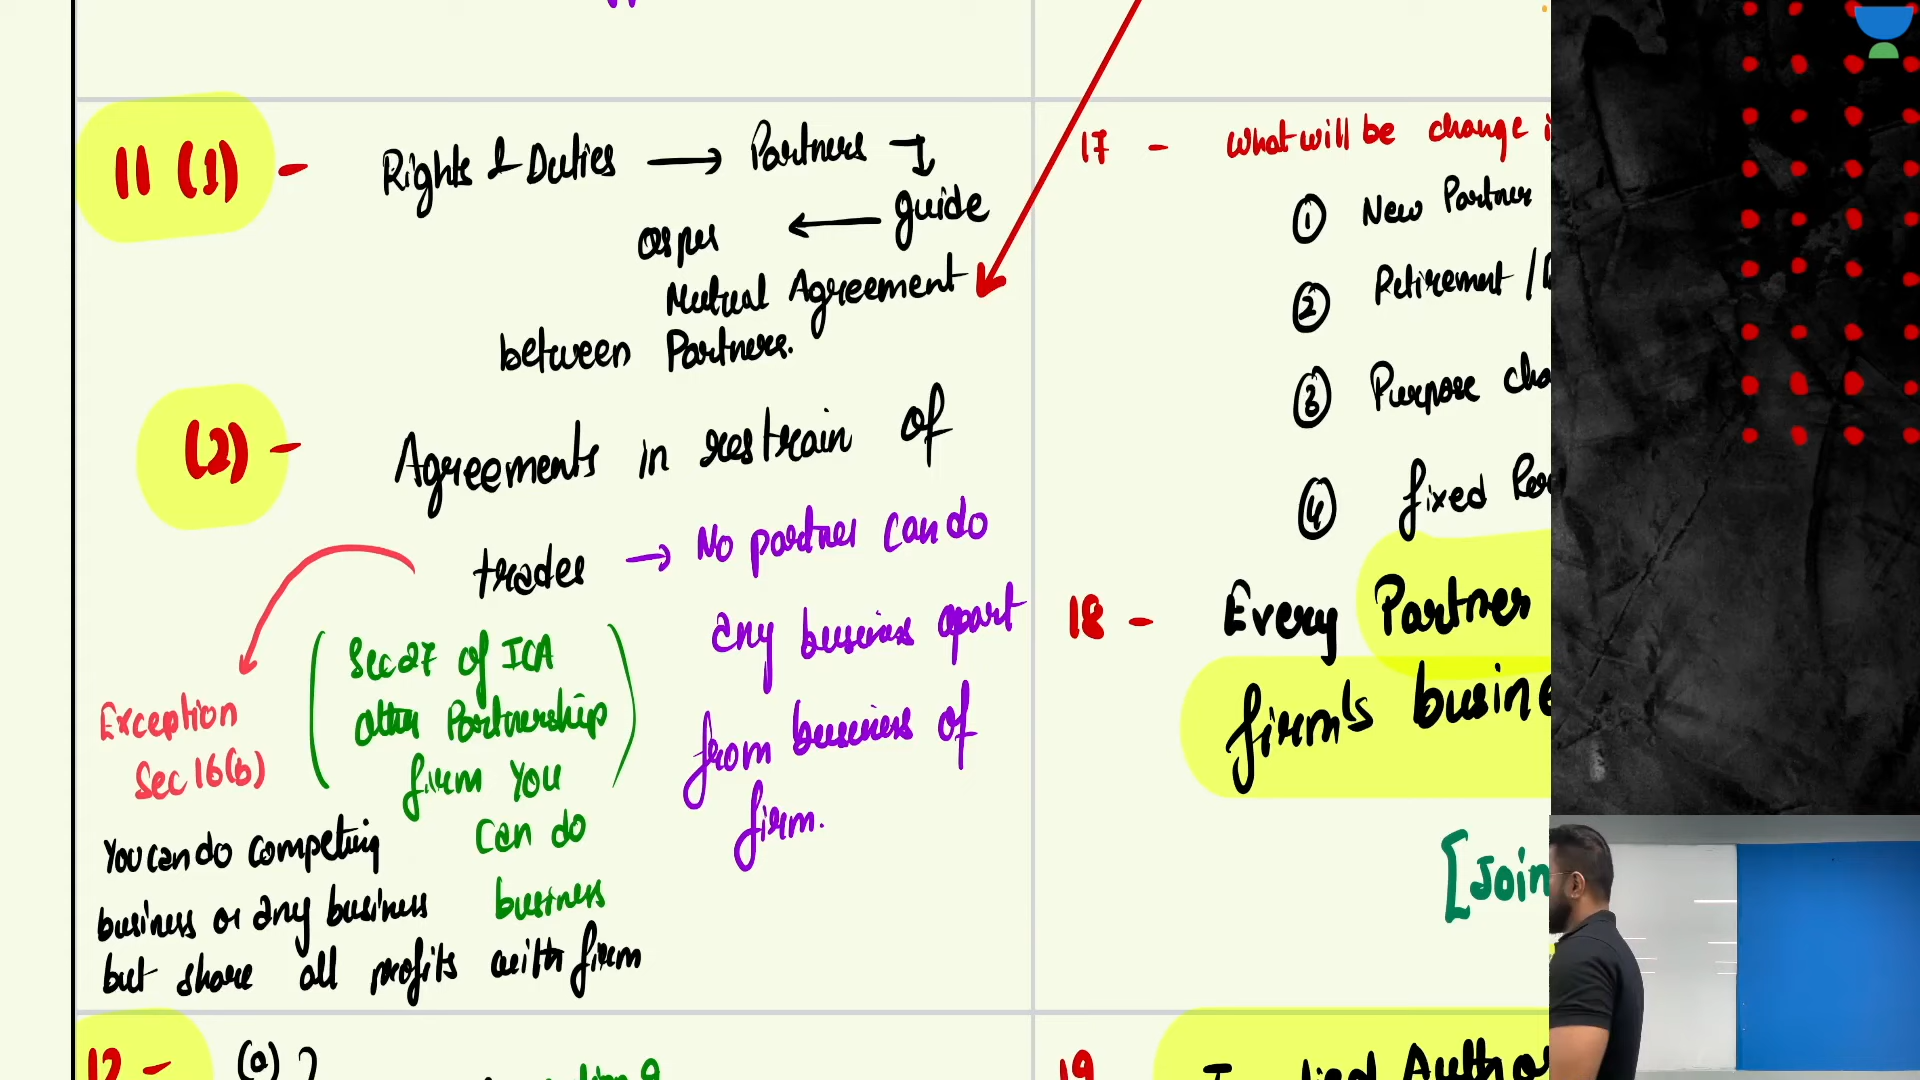 11 (1) - Rights & Duties → Partners
guide
as per ←
Mutual Agreement
between Partners.
(2) - Agreements in restrain of
trades → No partner can do
any business apart
from business of
firm.
(Sec 27 of ICA
Partnership
firm You
can do
business
Exception
Sec 16(b)
You can do competing
business or any business
but share all profits with firm
12 - (a)
17 - What will be change
① New Partner
② Retirement /
③ Purpose
④ fixed
18 - Every Partner
firm's
[Join
19